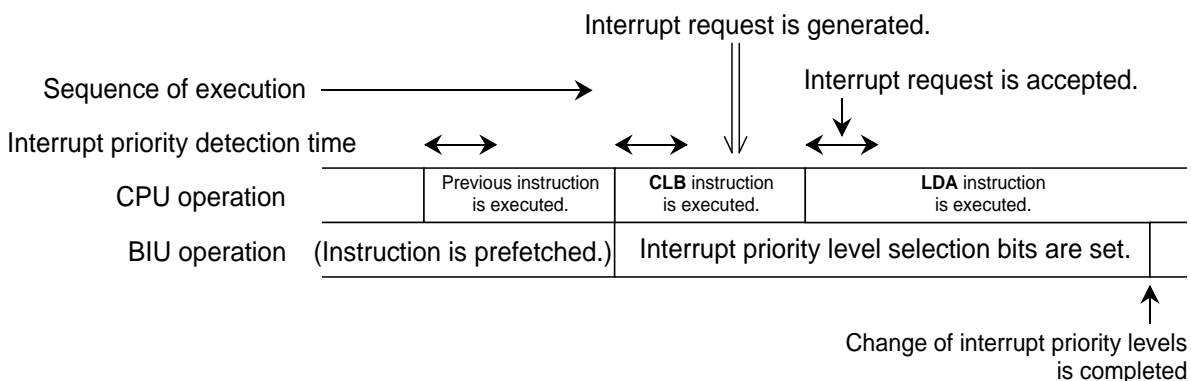 Interrupt request is generated.
Sequence of execution
Interrupt request is accepted.
Interrupt priority detection time
CPU operation
Previous instruction
is executed.
CLB instruction
is executed.
LDA instruction
is executed.
BIU operation
(Instruction is prefetched.)
Interrupt priority level selection bits are set.
Change of interrupt priority levels
is completed